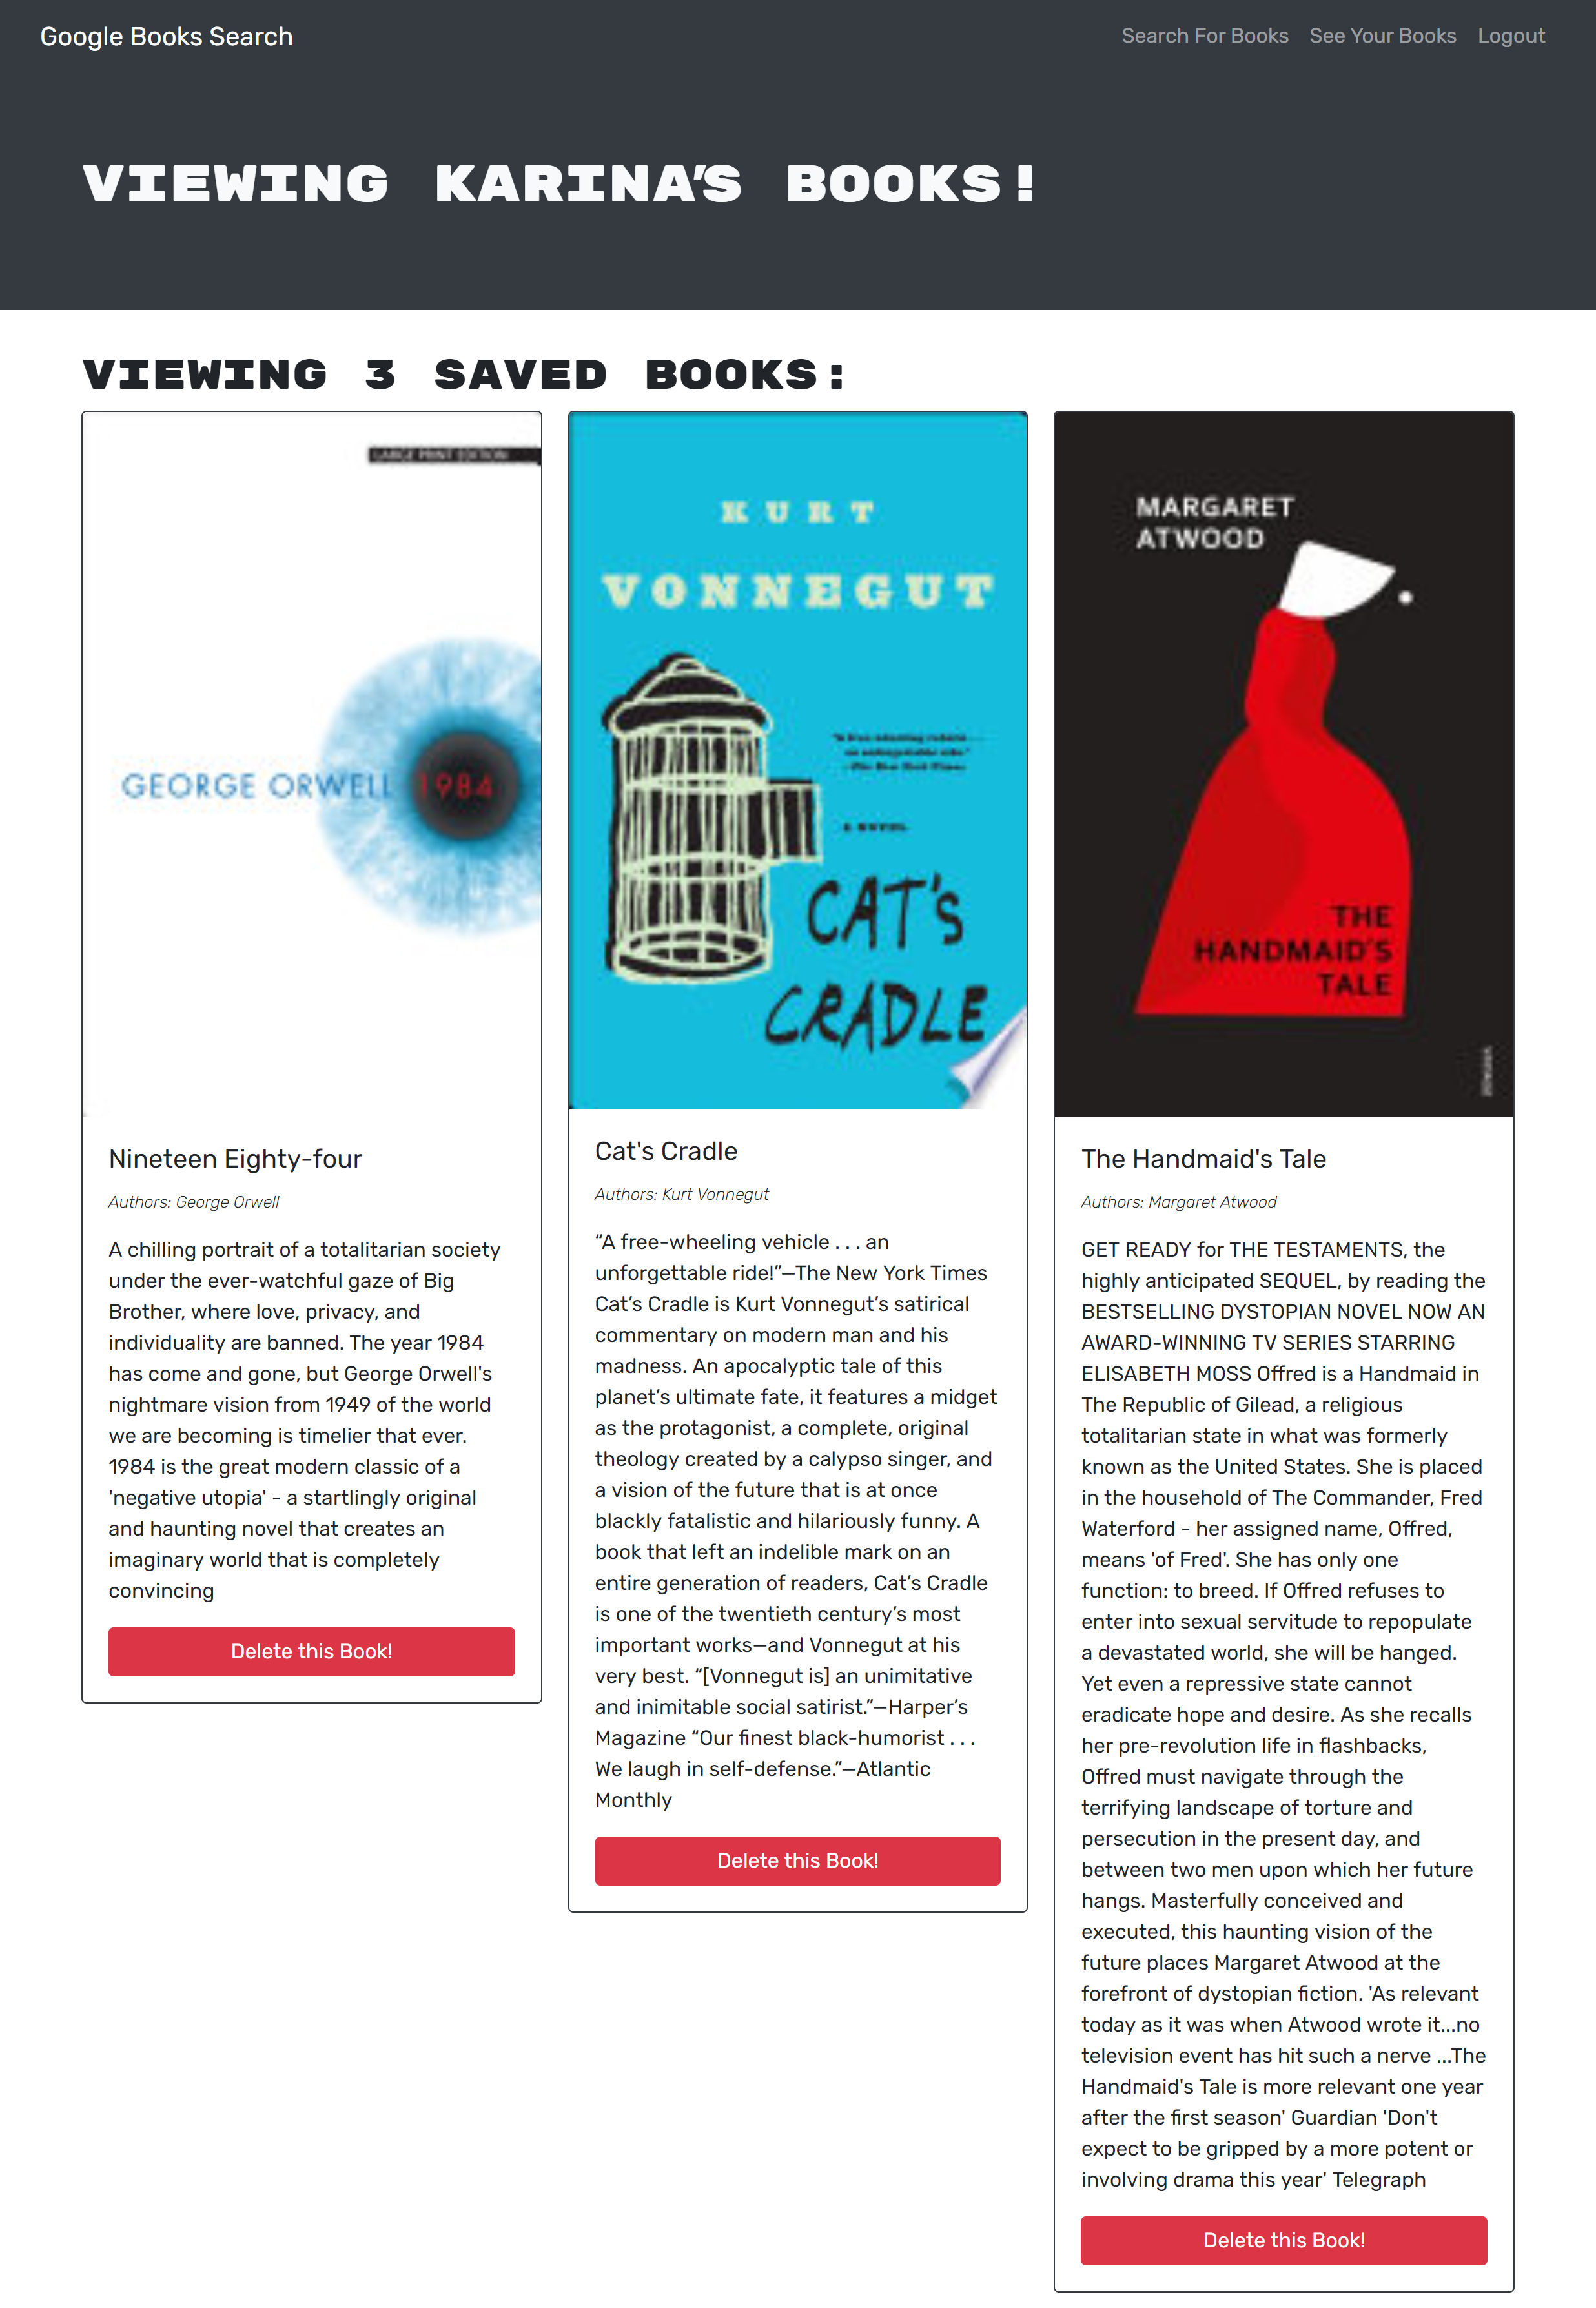 Google Books Search
Search For Books
See Your Books
Logout
VIEWING KARINA'S BOOKS!
VIEWING 3 SAVED BOOKS:
LARGE PRINT EDITION
GEORGE ORWELL 1984
Nineteen Eighty-four
Authors: George Orwell
A chilling portrait of a totalitarian society
under the ever-watchful gaze of Big
Brother, where love, privacy, and
individuality are banned. The year 1984
has come and gone, but George Orwell's
nightmare vision from 1949 of the world
we are becoming is timelier that ever.
1984 is the great modern classic of a
'negative utopia' - a startlingly original
and haunting novel that creates an
imaginary world that is completely
convincing
Delete this Book!
KURT
VONNEGUT
A NOVEL
CAT'S
CRADLE
Cat's Cradle
Authors: Kurt Vonnegut
“A free-wheeling vehicle . . . an
unforgettable ride!”—The New York Times
Cat’s Cradle is Kurt Vonnegut’s satirical
commentary on modern man and his
madness. An apocalyptic tale of this
planet’s ultimate fate, it features a midget
as the protagonist, a complete, original
theology created by a calypso singer, and
a vision of the future that is at once
blackly fatalistic and hilariously funny. A
book that left an indelible mark on an
entire generation of readers, Cat’s Cradle
is one of the twentieth century’s most
important works—and Vonnegut at his
very best. “[Vonnegut is] an unimitative
and inimitable social satirist.”—Harper’s
Magazine “Our finest black-humorist . . .
We laugh in self-defense.”—Atlantic
Monthly
Delete this Book!
MARGARET
ATWOOD
THE
HANDMAID'S
TALE
The Handmaid's Tale
Authors: Margaret Atwood
GET READY for THE TESTAMENTS, the
highly anticipated SEQUEL, by reading the
BESTSELLING DYSTOPIAN NOVEL NOW AN
AWARD-WINNING TV SERIES STARRING
ELISABETH MOSS Offred is a Handmaid in
The Republic of Gilead, a religious
totalitarian state in what was formerly
known as the United States. She is placed
in the household of The Commander, Fred
Waterford - her assigned name, Offred,
means 'of Fred'. She has only one
function: to breed. If Offred refuses to
enter into sexual servitude to repopulate
a devastated world, she will be hanged.
Yet even a repressive state cannot
eradicate hope and desire. As she recalls
her pre-revolution life in flashbacks,
Offred must navigate through the
terrifying landscape of torture and
persecution in the present day, and
between two men upon which her future
hangs. Masterfully conceived and
executed, this haunting vision of the
future places Margaret Atwood at the
forefront of dystopian fiction. 'As relevant
today as it was when Atwood wrote it...no
television event has hit such a nerve ...The
Handmaid's Tale is more relevant one year
after the first season' Guardian 'Don't
expect to be gripped by a more potent or
involving drama this year' Telegraph
Delete this Book!